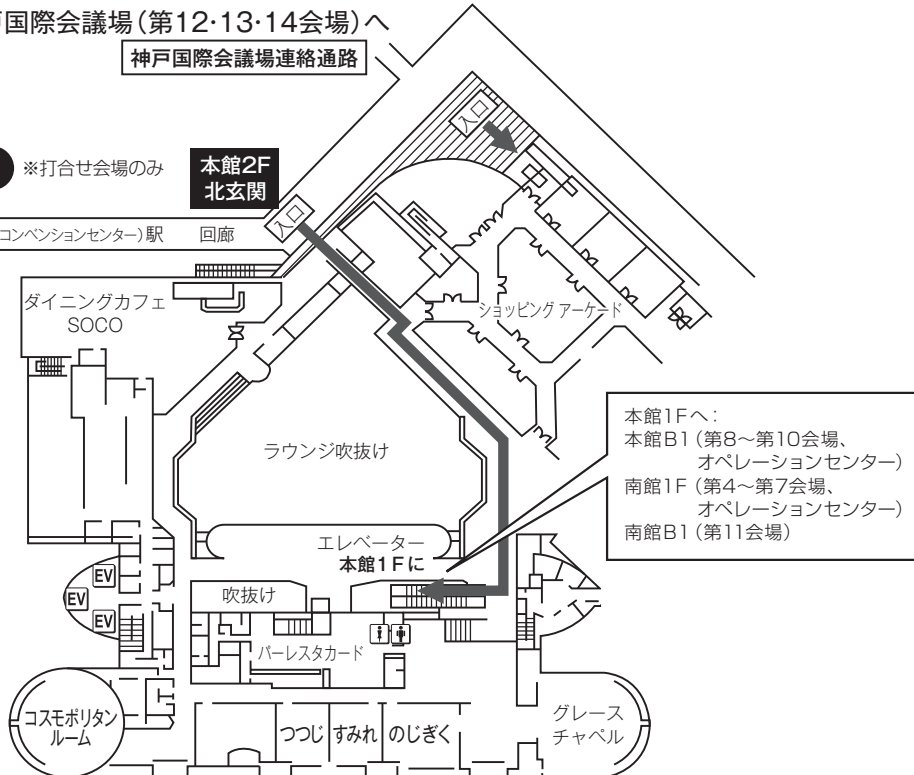 戸国際会議場(第12・13・14会場)へ
神戸国際会議場連絡通路
入口
※打合せ会場のみ
本館2F
北玄関
入口
コンベンションセンター)駅
回廊
ダイニングカフェ
SOCO
ショッピング アーケード
ラウンジ吹抜け
本館1Fへ:
本館B1(第8〜第10会場、
オペレーションセンター)
南館1F(第4〜第7会場、
オペレーションセンター)
南館B1(第11会場)
エレベーター
本館1Fに
EV
EV
EV
吹抜け
パーレスタカード
コスモポリタン
ルーム
つつじ
すみれ
のじぎく
グレース
チャペル